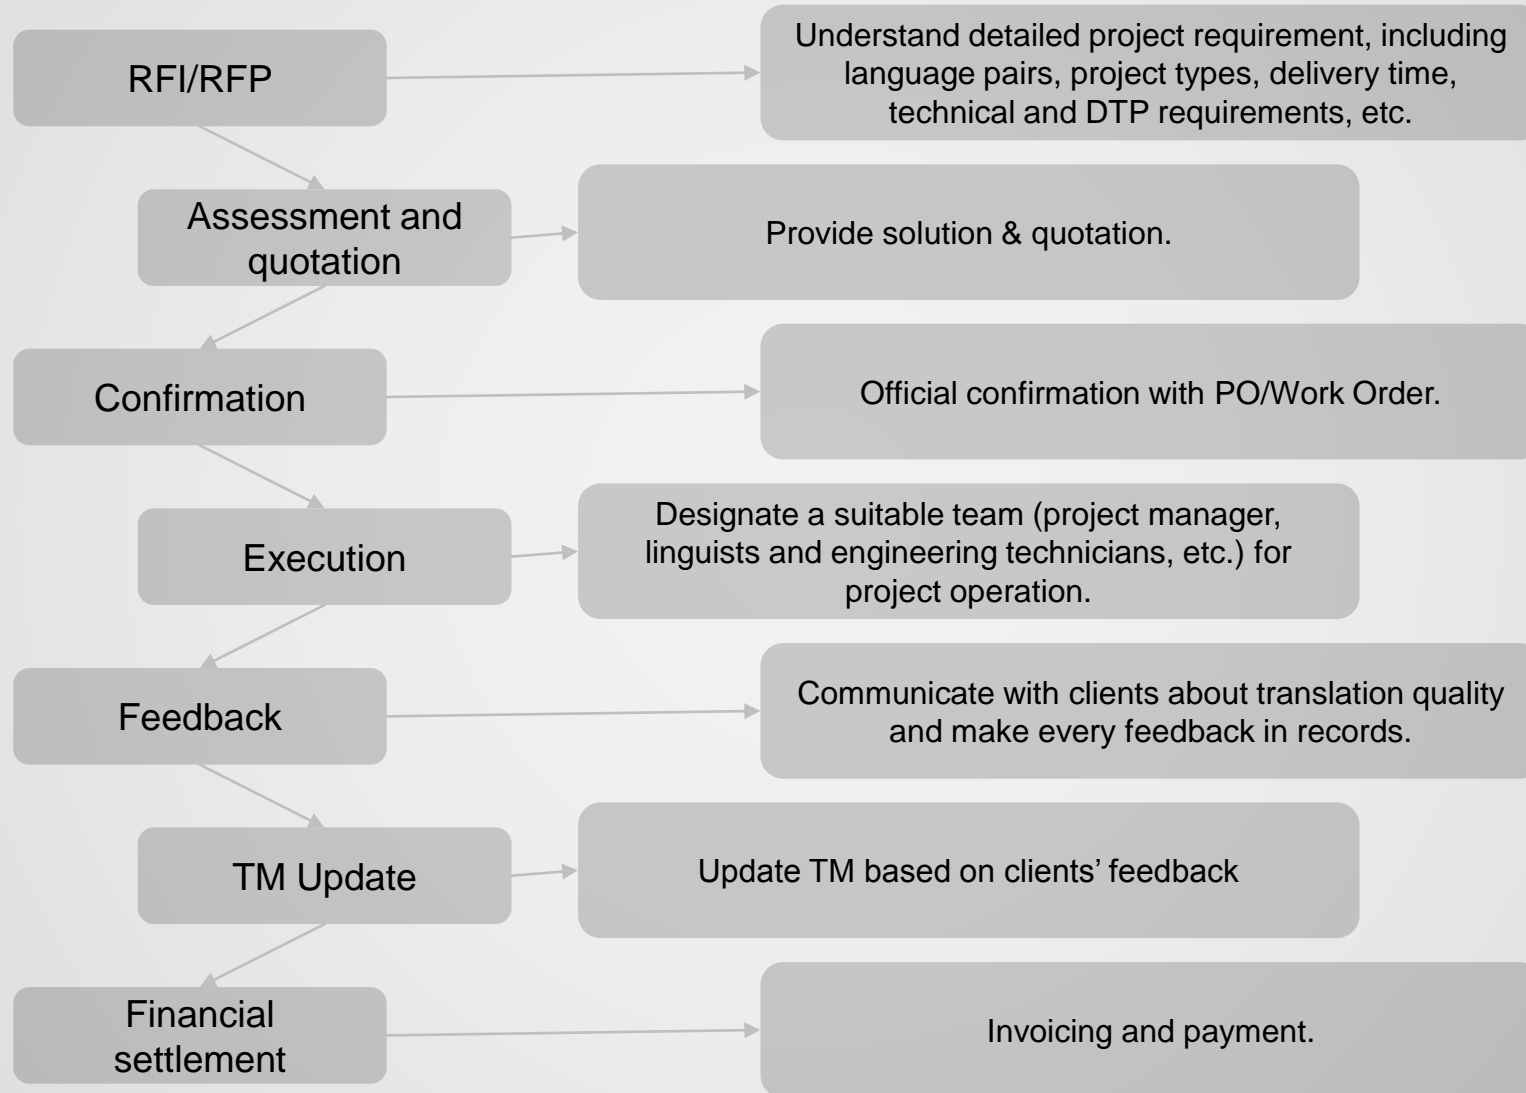 RFI/RFP
Understand detailed project requirement, including
language pairs, project types, delivery time,
technical and DTP requirements, etc.
Assessment and
quotation
Provide solution & quotation.
Confirmation
Official confirmation with PO/Work Order.
Execution
Designate a suitable team (project manager,
linguists and engineering technicians, etc.) for
project operation.
Feedback
Communicate with clients about translation quality
and make every feedback in records.
TM Update
Update TM based on clients’ feedback
Financial
settlement
Invoicing and payment.